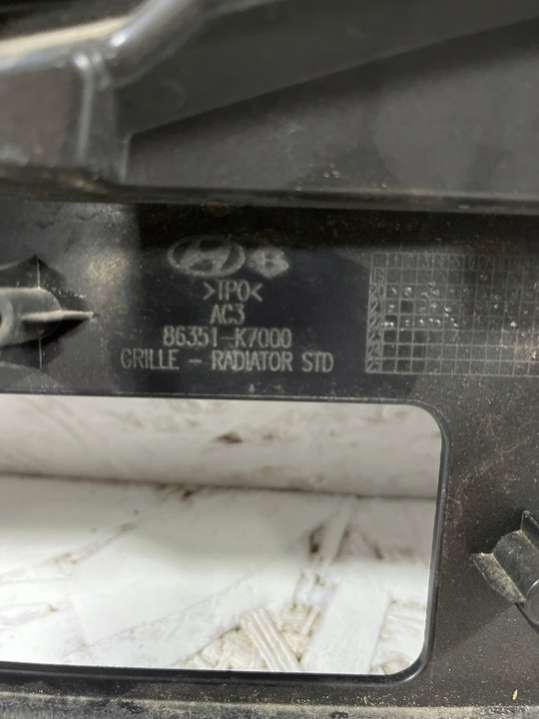 >TPO<
AC3
86351-K7000
GRILLE - RADIATOR STD